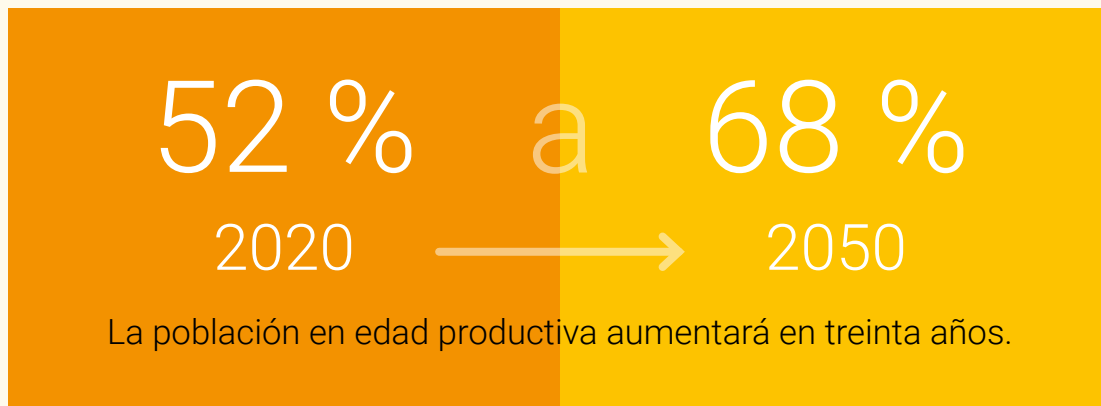 52 % a 68 %
2020 2050
La población en edad productiva aumentará en treinta años.